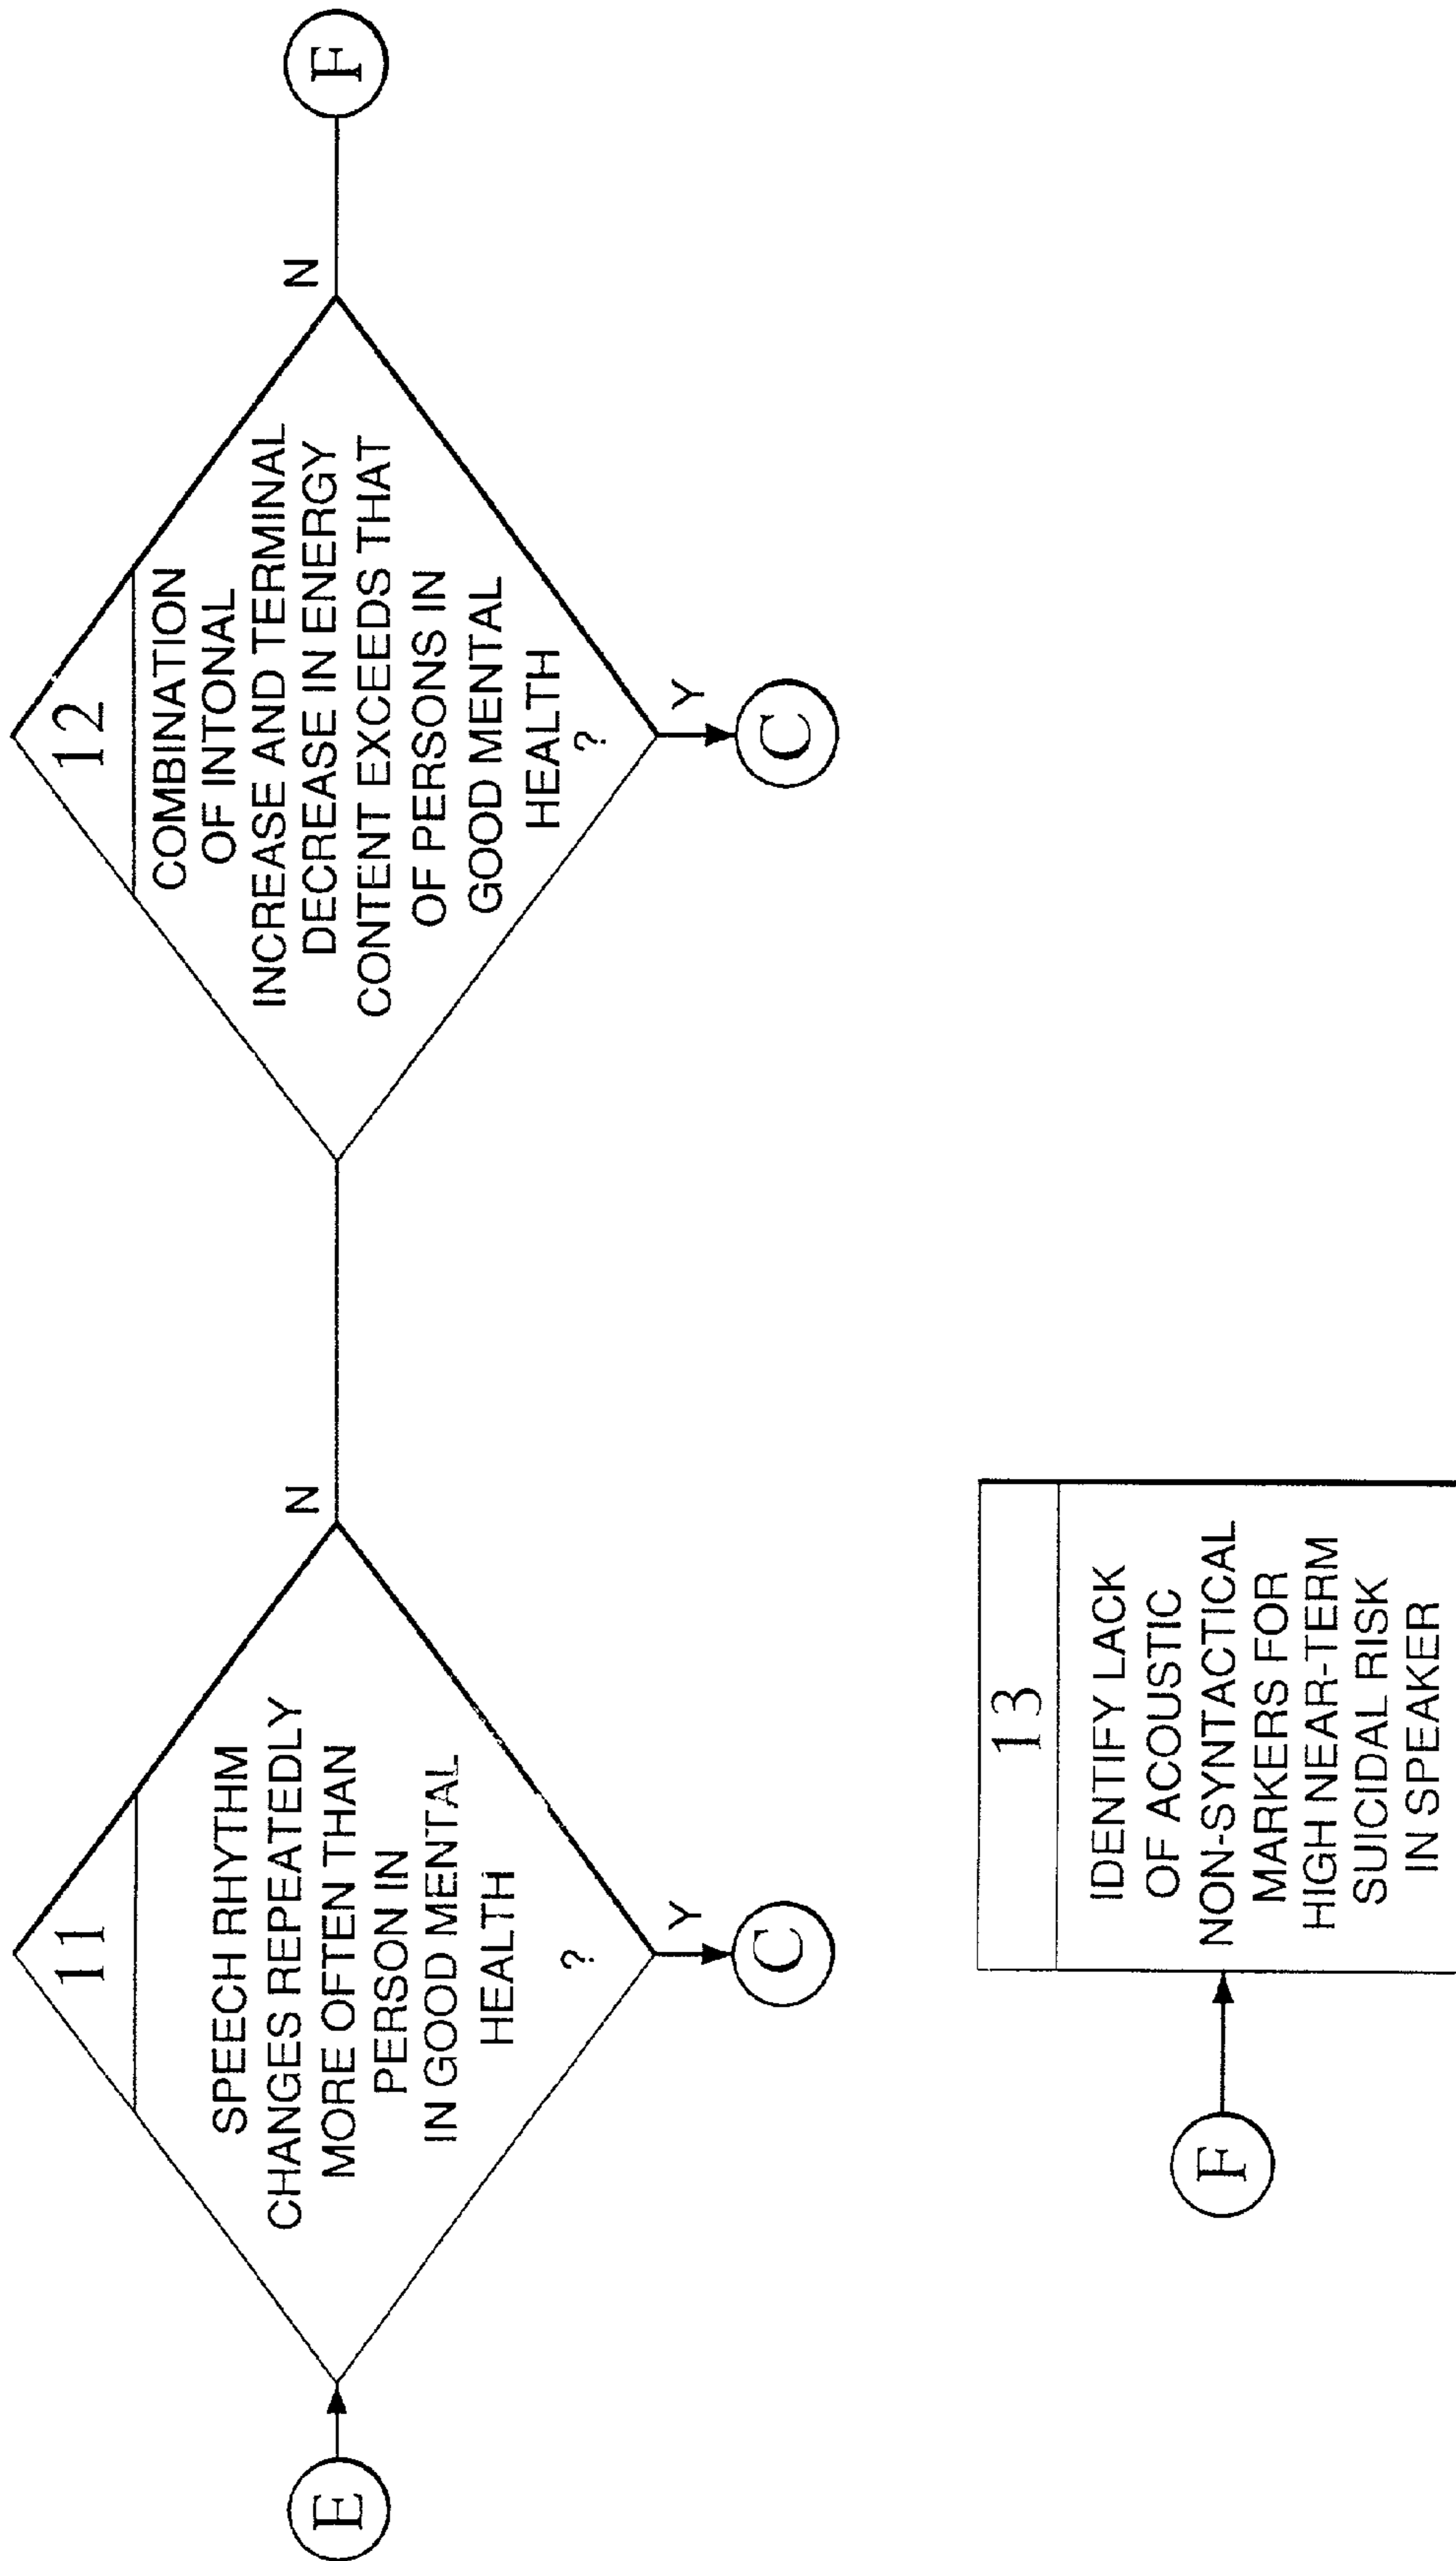 E
11
SPEECH RHYTHM
CHANGES REPEATEDLY
MORE OFTEN THAN
PERSON IN
IN GOOD MENTAL
HEALTH
?
Y
C
N
12
COMBINATION
OF INTONAL
INCREASE AND TERMINAL
DECREASE IN ENERGY
CONTENT EXCEEDS THAT
OF PERSONS IN
GOOD MENTAL
HEALTH
?
Y
C
N
F
F
13
IDENTIFY LACK
OF ACOUSTIC
NON-SYNTACTICAL
MARKERS FOR
HIGH NEAR-TERM
SUICIDAL RISK
IN SPEAKER